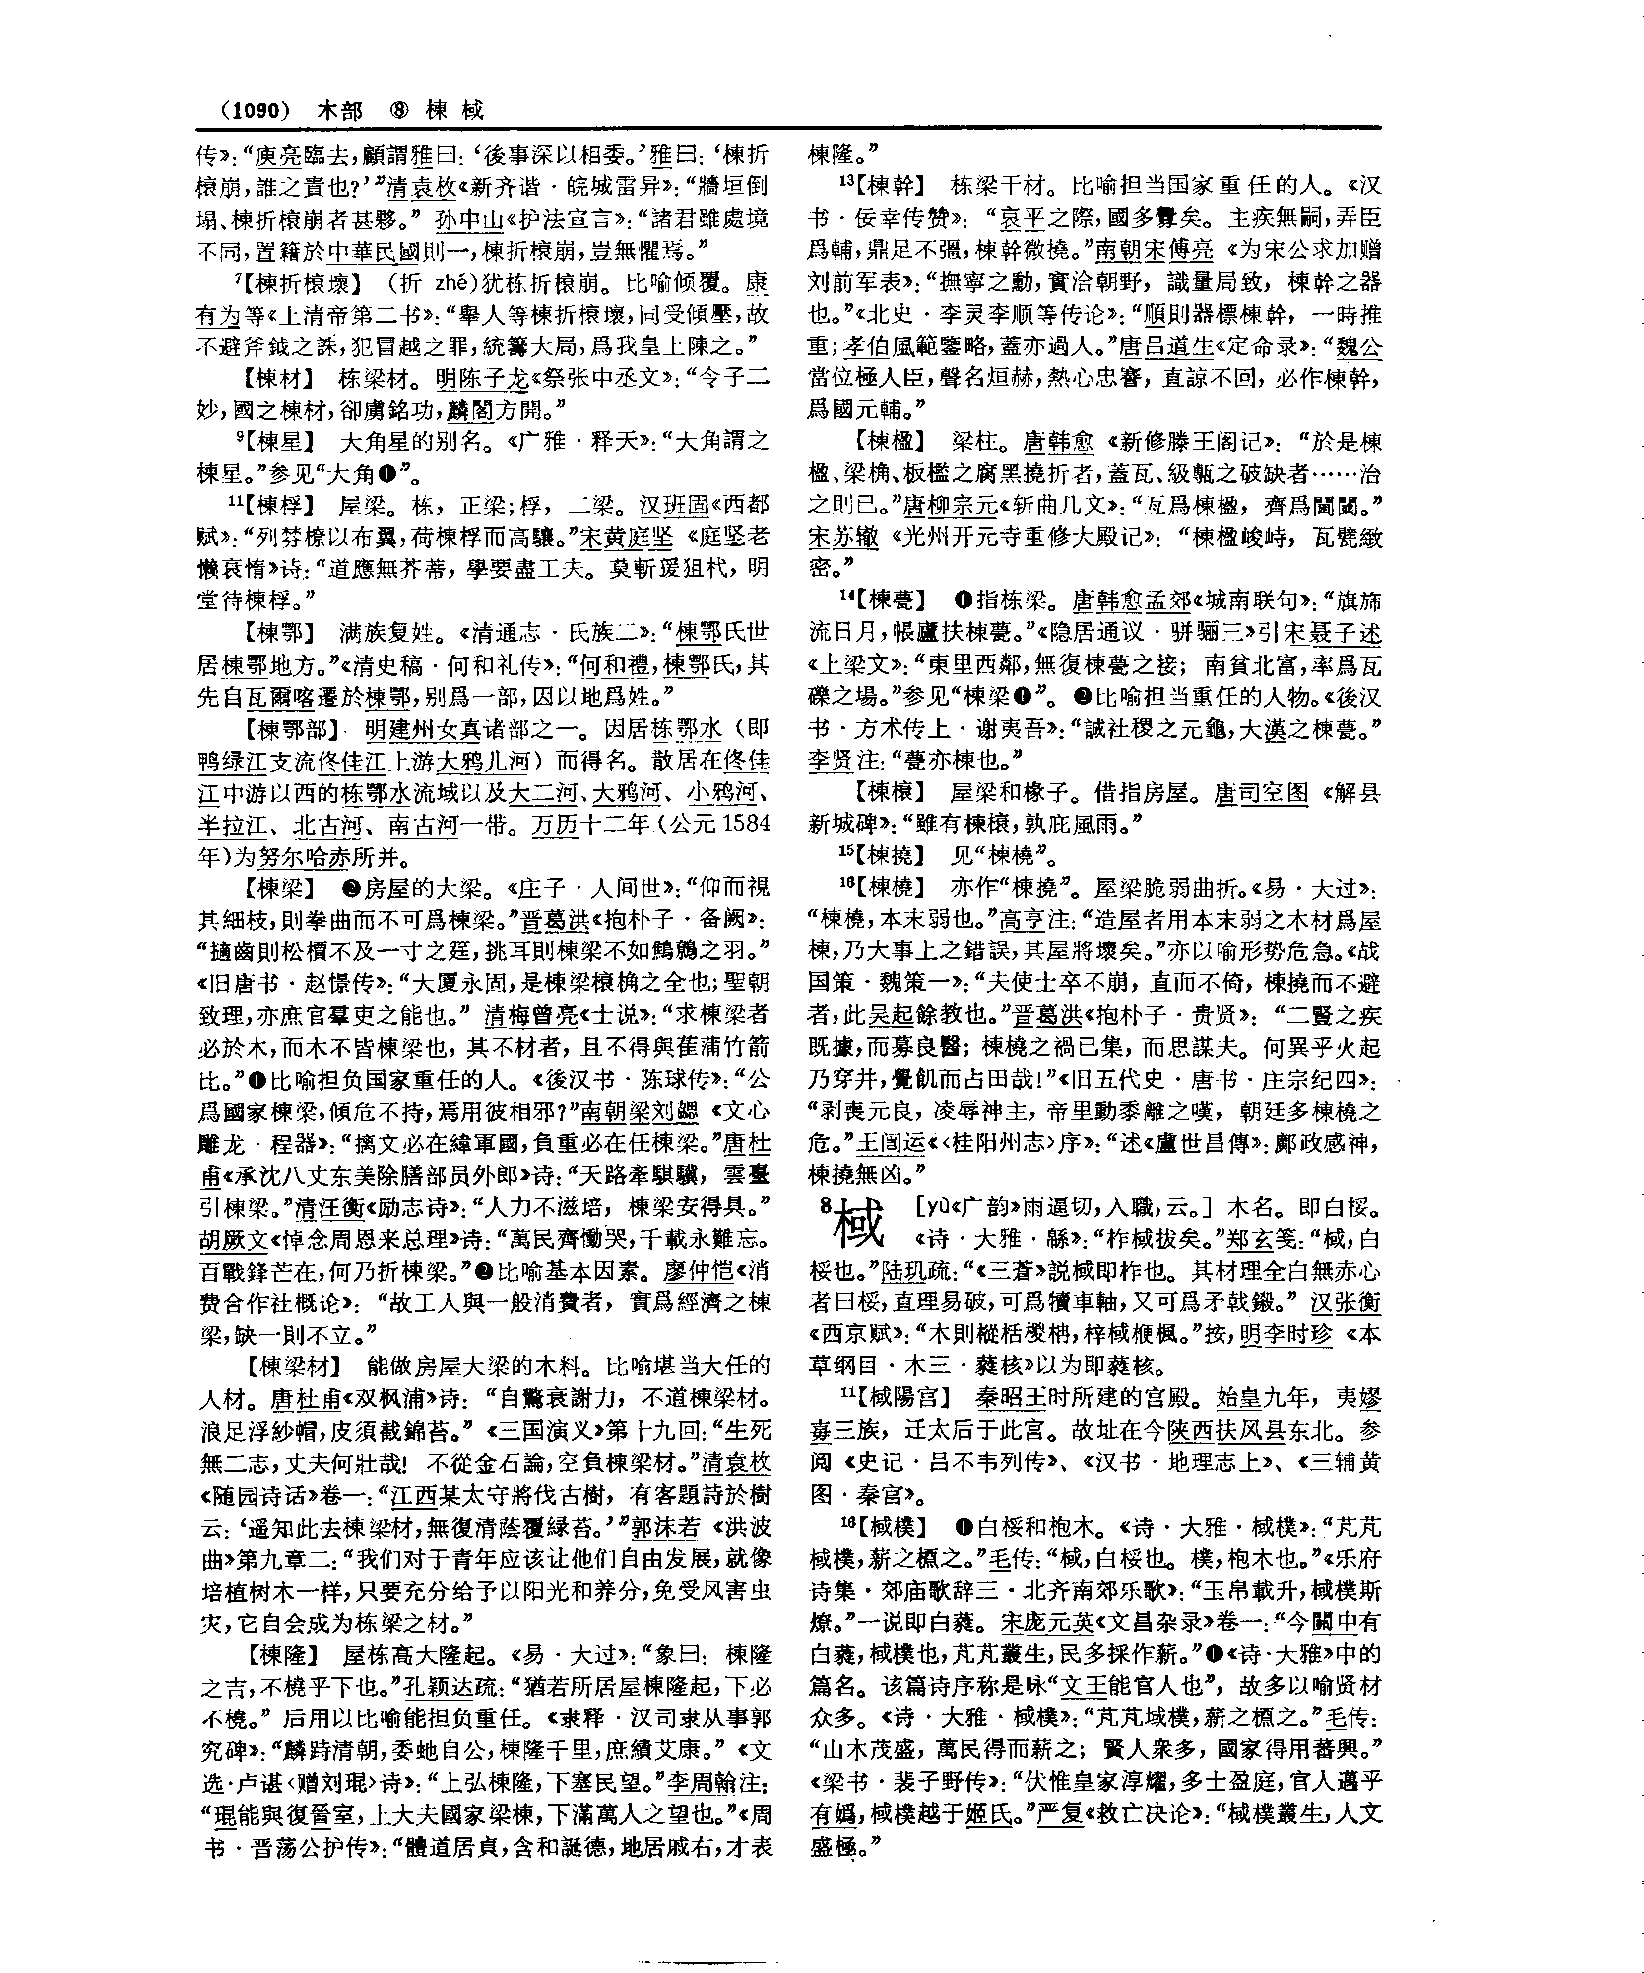 (1090) 木部 ⑧ 棟 棫
传》：“庾亮臨去，顧謂雅曰：‘後事深以相委。’雅曰：‘棟折
榱崩，誰之責也？’”清袁枚《新齐谐·皖城雷异》：“牆垣倒
塌、棟折榱崩者甚夥。” 孙中山《护法宣言》：“諸君雖處境
不同，置籍於中華民國則一，棟折榱崩，豈無懼焉。”
⁷【棟折榱壞】 （折 zhé）犹栋折榱崩。比喻倾覆。康
有为等《上清帝第二书》：“舉人等棟折榱壞，同受傾壓，故
不避斧鉞之誅，犯冒越之罪，統籌大局，爲我皇上陳之。”
【棟材】 栋梁材。明陈子龙《祭张中丞文》：“令子二
妙，國之棟材，卻虜銘功，麟閣方開。”
⁹【棟星】 大角星的别名。《广雅·释天》：“大角謂之
棟星。”参见“大角❶”。
¹¹【棟桴】 屋梁。栋，正梁；桴，二梁。汉班固《西都
赋》：“列棼橑以布翼，荷棟桴而高驤。”宋黄庭坚《庭坚老
懒衰惰》诗：“道應無芥蒂，學要盡工夫。莫斬猨狙杙，明
堂待棟桴。”
【棟鄂】 满族复姓。《清通志·氏族二》：“棟鄂氏世
居棟鄂地方。”《清史稿·何和礼传》：“何和禮，棟鄂氏，其
先自瓦爾喀遷於棟鄂，别爲一部，因以地爲姓。”
【棟鄂部】 明建州女真诸部之一。因居栋鄂水（即
鸭绿江支流佟佳江上游大鸦儿河）而得名。散居在佟佳
江中游以西的栋鄂水流域以及大二河、大鸦河、小鸦河、
半拉江、北古河、南古河一带。万历十二年（公元1584
年）为努尔哈赤所并。
【棟梁】 ❷房屋的大梁。《庄子·人间世》：“仰而視
其細枝，則拳曲而不可爲棟梁。”晋葛洪《抱朴子·备阙》：
“擿齒則松檟不及一寸之筳，挑耳則棟梁不如鷦鷯之羽。”
《旧唐书·赵憬传》：“大厦永固，是棟梁榱桷之全也；聖朝
致理，亦庶官羣吏之能也。” 清梅曾亮《士说》：“求棟梁者
必於木，而木不皆棟梁也，其不材者，且不得與萑蒲竹箭
比。”❶比喻担负国家重任的人。《後汉书·陈球传》：“公
爲國家棟梁，傾危不持，焉用彼相邪？”南朝梁刘勰《文心
雕龙·程器》：“摛文必在緯軍國，負重必在任棟梁。”唐杜
甫《承沈八丈东美除膳部员外郎》诗：“天路牽騏驥，雲臺
引棟梁。”清汪衡《励志诗》：“人力不滋培，棟梁安得具。”
胡厥文《悼念周恩来总理》诗：“萬民齊慟哭，千載永難忘。
百戰鋒芒在，何乃折棟梁。”❷比喻基本因素。廖仲恺《消
费合作社概论》：“故工人與一般消費者，實爲經濟之棟
梁，缺一則不立。”
【棟梁材】 能做房屋大梁的木料。比喻堪当大任的
人材。唐杜甫《双枫浦》诗：“自驚衰謝力，不道棟梁材。
浪足浮紗帽，皮須截錦苔。” 《三国演义》第十九回：“生死
無二志，丈夫何壯哉！不從金石論，空負棟梁材。”清袁枚
《随园诗话》卷一：“江西某太守將伐古樹，有客題詩於樹
云：‘遥知此去棟梁材，無復清蔭覆緑苔。’”郭沫若《洪波
曲》第九章二：“我们对于青年应该让他们自由发展，就像
培植树木一样，只要充分给予以阳光和养分，免受风害虫
灾，它自会成为栋梁之材。”
【棟隆】 屋栋高大隆起。《易·大过》：“象曰：棟隆
之吉，不橈乎下也。”孔颖达疏：“猶若所居屋棟隆起，下必
不橈。” 后用以比喻能担负重任。《隶释·汉司隶从事郭
究碑》：“麟跱清朝，委虵自公，棟隆千里，庶績艾康。” 《文
选·卢谌〈赠刘琨〉诗》：“上弘棟隆，下塞民望。”李周翰注：
“琨能與復晉室，上大夫國家梁棟，下滿萬人之望也。”《周
书·晋荡公护传》：“體道居貞，含和誕德，地居戚右，才表
棟隆。”
¹³【棟幹】 栋梁干材。比喻担当国家重任的人。《汉
书·佞幸传赞》：“哀平之際，國多釁矣。主疾無嗣，弄臣
爲輔，鼎足不彊，棟幹微橈。”南朝宋傅亮《为宋公求加赠
刘前军表》：“撫寧之勳，實洽朝野，識量局致，棟幹之器
也。”《北史·李灵李顺等传论》：“順則器標棟幹，一時推
重；孝伯風範鑒略，蓋亦過人。”唐吕道生《定命录》：“魏公
當位極人臣，聲名烜赫，熱心忠謇，直諒不回，必作棟幹，
爲國元輔。”
【棟楹】 梁柱。唐韩愈《新修滕王阁记》：“於是棟
楹、梁桷、板檻之腐黑撓折者，蓋瓦、級甎之破缺者……治
之則已。”唐柳宗元《斩曲几文》：“互爲棟楹，齊爲閫闑。”
宋苏辙《光州开元寺重修大殿记》：“棟楹峻峙，瓦甓緻
密。”
¹⁴【棟甍】 ❶指栋梁。唐韩愈孟郊《城南联句》：“旗斾
流日月，帳廬扶棟甍。”《隐居通议·骈骊三》引宋聂子述
《上梁文》：“東里西鄰，無復棟甍之接；南貧北富，率爲瓦
礫之場。”参见“棟梁❶”。❷比喻担当重任的人物。《後汉
书·方术传上·谢夷吾》：“誠社稷之元龜，大漢之棟甍。”
李贤注：“甍亦棟也。”
【棟榱】 屋梁和椽子。借指房屋。唐司空图《解县
新城碑》：“雖有棟榱，孰庇風雨。”
¹⁵【棟撓】 见“棟橈”。
¹⁶【棟橈】 亦作“棟撓”。屋梁脆弱曲折。《易·大过》：
“棟橈，本末弱也。”高亨注：“造屋者用本末弱之木材爲屋
棟，乃大事上之錯誤，其屋將壞矣。”亦以喻形势危急。《战
国策·魏策一》：“夫使士卒不崩，直而不倚，棟撓而不避
者，此吴起餘教也。”晋葛洪《抱朴子·贵贤》：“二豎之疾
既據，而募良醫；棟橈之禍已集，而思謀夫。何異乎火起
乃穿井，覺飢而占田哉！”《旧五代史·唐书·庄宗纪四》：
“剥喪元良，凌辱神主，帝里動黍離之嘆，朝廷多棟橈之
危。”王闿运《〈桂阳州志〉序》：“述《盧世昌傳》：鄺政感神，
棟撓無凶。”
⁸棫 ［yù《广韵》雨逼切，入職，云。］ 木名。即白桵。
《诗·大雅·緜》：“柞棫拔矣。”郑玄笺：“棫，白
桵也。”陆玑疏：“《三蒼》説棫即柞也。其材理全白無赤心
者曰桵，直理易破，可爲犢車軸，又可爲矛戟鎩。” 汉张衡
《西京赋》：“木則樅栝椶柟，梓棫楩楓。”按，明李时珍《本
草纲目·木三·蕤核》以为即蕤核。
¹¹【棫陽宫】 秦昭王时所建的宫殿。始皇九年，夷嫪
毐三族，迁太后于此宫。故址在今陕西扶风县东北。参
阅《史记·吕不韦列传》、《汉书·地理志上》、《三辅黄
图·秦宫》。
¹⁶【棫樸】 ❶白桵和枹木。《诗·大雅·棫樸》：“芃芃
棫樸，薪之槱之。”毛传：“棫，白桵也。樸，枹木也。”《乐府
诗集·郊庙歌辞三·北齐南郊乐歌》：“玉帛載升，棫樸斯
燎。”一说即白蕤。宋庞元英《文昌杂录》卷一：“今關中有
白蕤，棫樸也，芃芃叢生，民多採作薪。”❶《诗·大雅》中的
篇名。该篇诗序称是咏“文王能官人也”，故多以喻贤材
众多。《诗·大雅·棫樸》：“芃芃棫樸，薪之槱之。”毛传：
“山木茂盛，萬民得而薪之；賢人衆多，國家得用蕃興。”
《梁书·裴子野传》：“伏惟皇家淳耀，多士盈庭，官人邁乎
有嬀，棫樸越于姬氏。”严复《救亡决论》：“棫樸叢生，人文
盛極。”